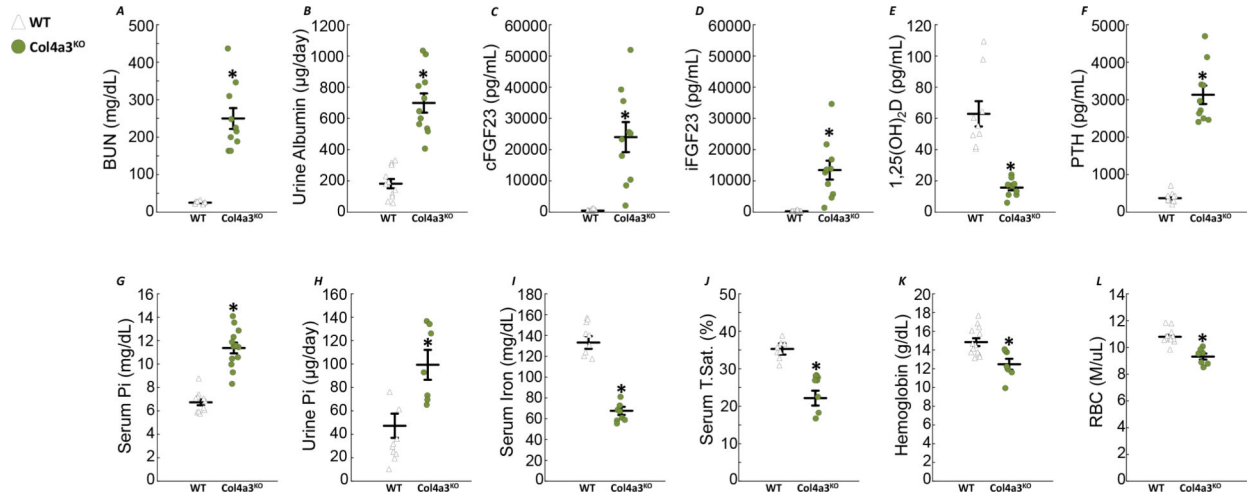 WT
Col4a3ᴷᴼ
A
BUN (mg/dL)
500
400
300
200
100
0
*
WT Col4a3ᴷᴼ
B
Urine Albumin (µg/day)
1200
1000
800
600
400
200
0
*
WT Col4a3ᴷᴼ
C
cFGF23 (pg/mL)
60000
50000
40000
30000
20000
10000
0
*
WT Col4a3ᴷᴼ
D
iFGF23 (pg/mL)
60000
50000
40000
30000
20000
10000
0
*
WT Col4a3ᴷᴼ
E
1,25(OH)₂D (pg/mL)
120
100
80
60
40
20
0
*
WT Col4a3ᴷᴼ
F
PTH (pg/mL)
5000
4000
3000
2000
1000
0
*
WT Col4a3ᴷᴼ
G
Serum Pi (mg/dL)
16
14
12
10
8
6
4
2
0
*
WT Col4a3ᴷᴼ
H
Urine Pi (µg/day)
160
140
120
100
80
60
40
20
0
*
WT Col4a3ᴷᴼ
I
Serum Iron (mg/dL)
180
160
140
120
100
80
60
40
20
0
*
WT Col4a3ᴷᴼ
J
Serum T.Sat. (%)
50
40
30
20
10
0
*
WT Col4a3ᴷᴼ
K
Hemoglobin (g/dL)
20
18
16
14
12
10
8
6
4
2
0
*
WT Col4a3ᴷᴼ
L
RBC (M/uL)
14
12
10
8
6
4
2
0
*
WT Col4a3ᴷᴼ